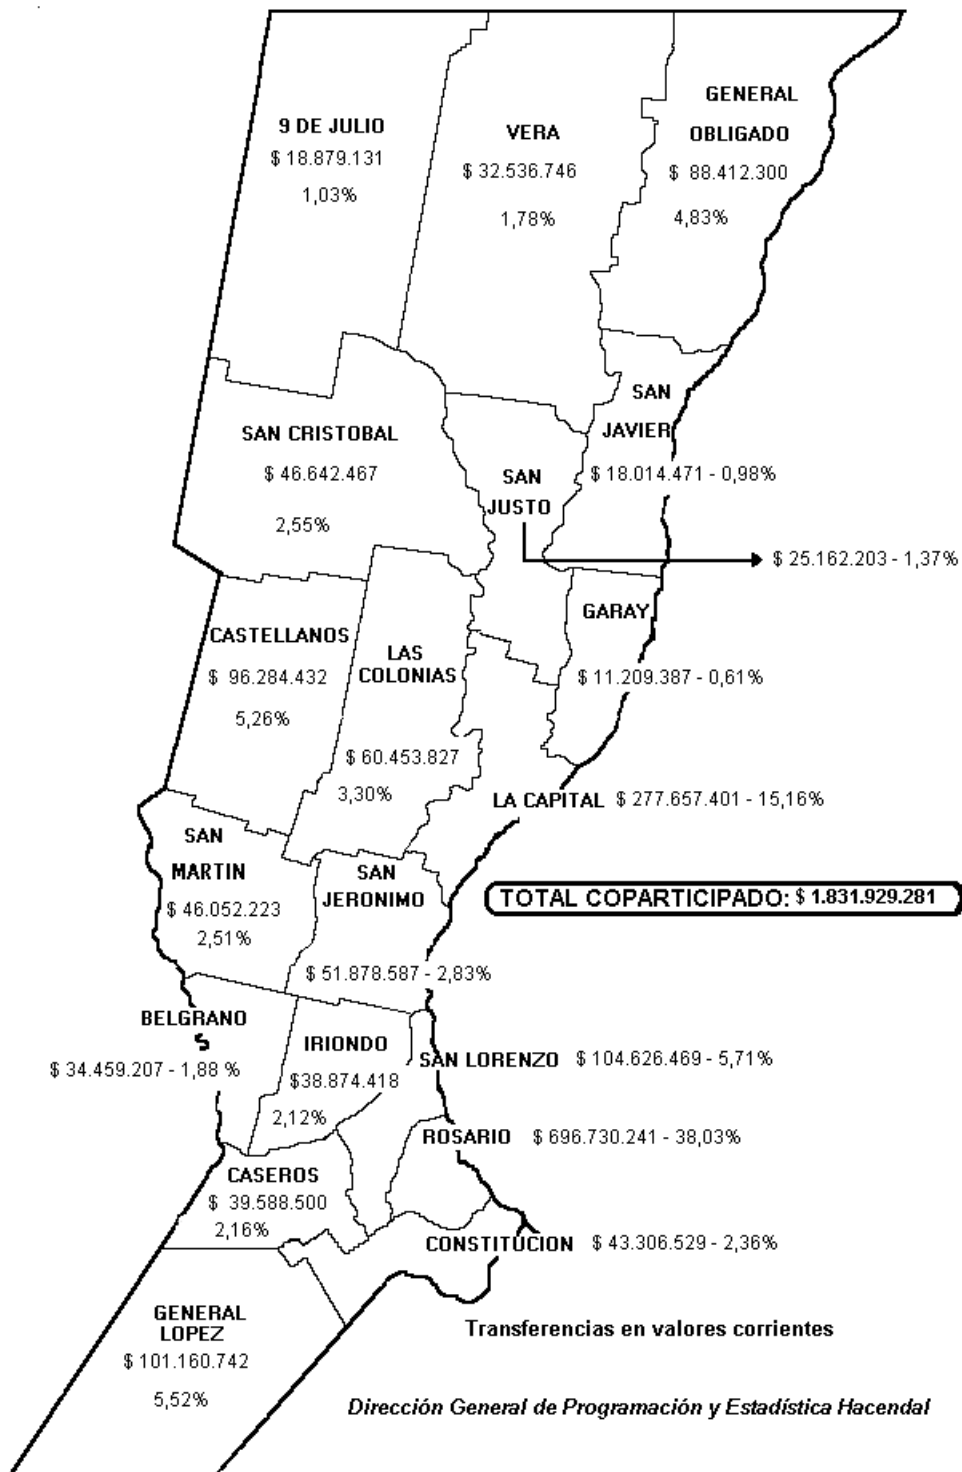 9 DE JULIO
$ 18.879.131
1,03%
VERA
$ 32.536.746
1,78%
GENERAL
OBLIGADO
$ 88.412.300
4,83%
SAN CRISTOBAL
$ 46.642.467
2,55%
SAN
JAVIER
$ 18.014.471 - 0,98%
SAN
JUSTO
$ 25.162.203 - 1,37%
CASTELLANOS
$ 96.284.432
5,26%
LAS
COLONIAS
$ 60.453.827
3,30%
GARAY
$ 11.209.387 - 0,61%
LA CAPITAL $ 277.657.401 - 15,16%
SAN
MARTIN
$ 46.052.223
2,51%
SAN
JERONIMO
$ 51.878.587 - 2,83%
TOTAL COPARTICIPADO: $ 1.831.929.281
BELGRANO
$ 34.459.207 - 1,88 %
IRIONDO
$38.874.418
2,12%
SAN LORENZO $ 104.626.469 - 5,71%
ROSARIO $ 696.730.241 - 38,03%
CASEROS
$ 39.588.500
2,16%
CONSTITUCION $ 43.306.529 - 2,36%
GENERAL
LOPEZ
$ 101.160.742
5,52%
Transferencias en valores corrientes
Dirección General de Programación y Estadística Hacendal